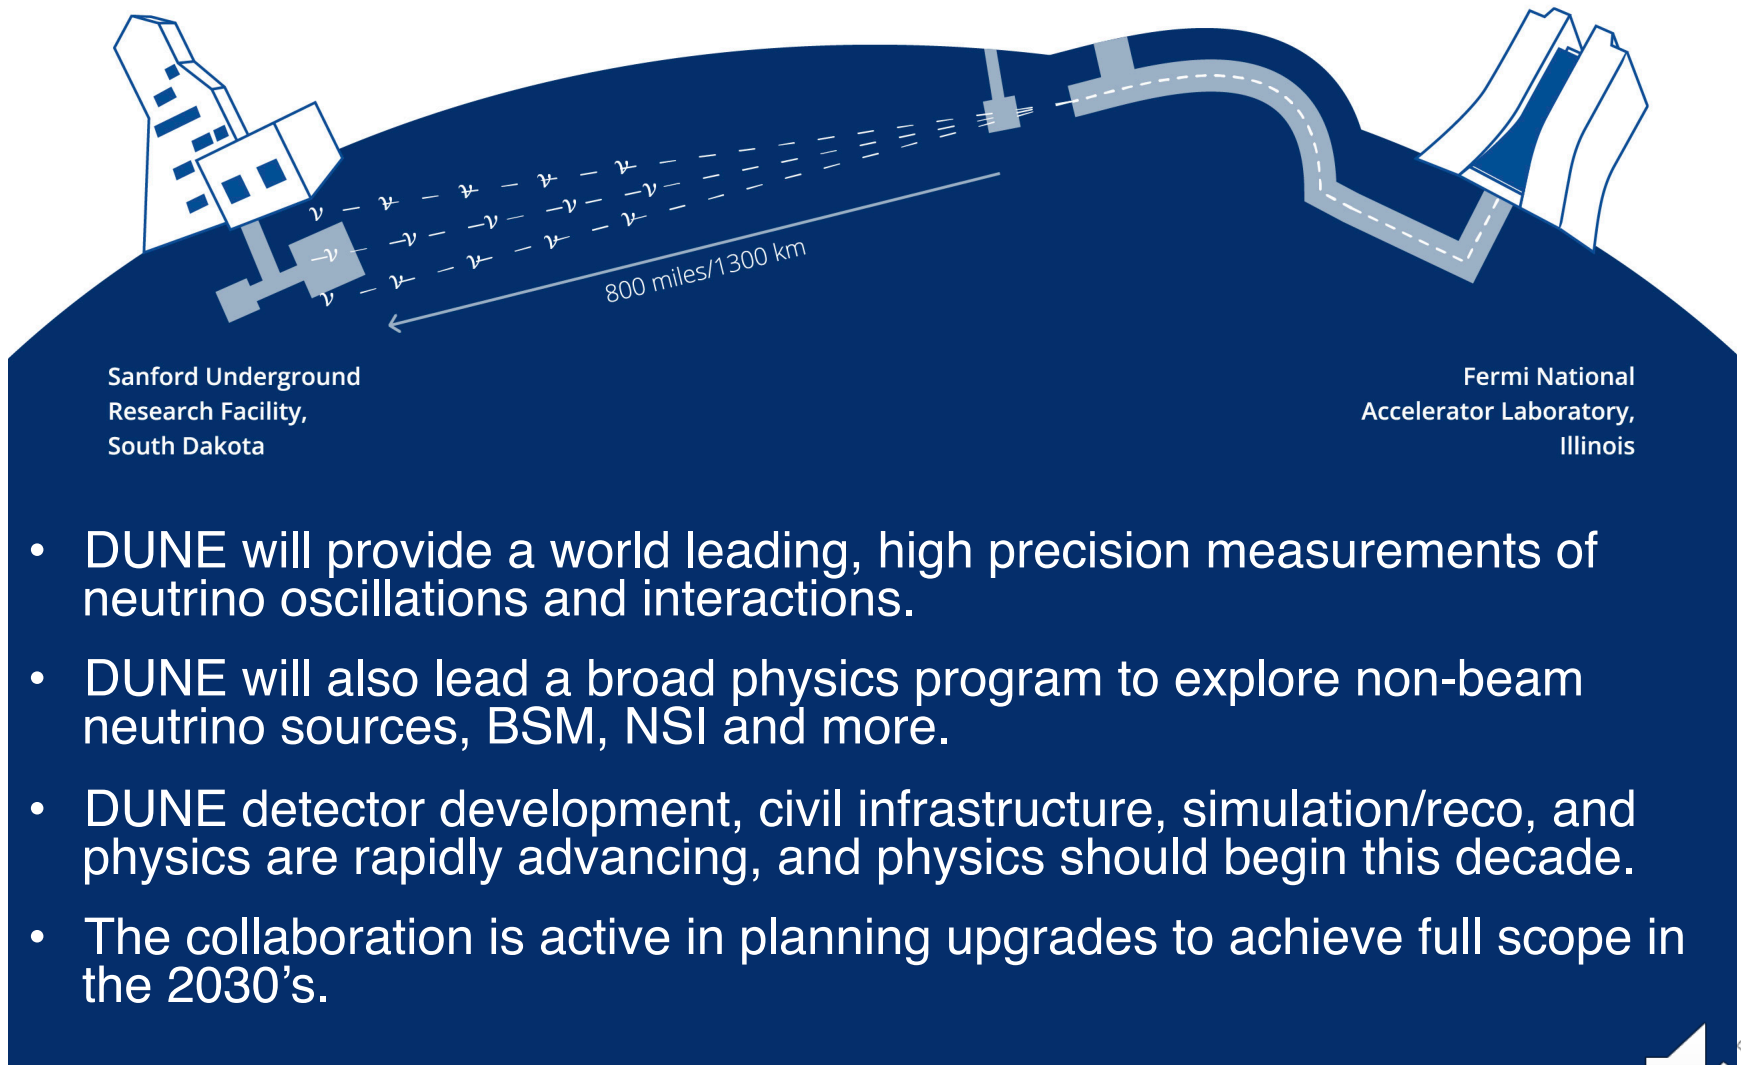 ν ν ν ν ν
ν ν ν ν ν
ν ν ν ν ν
800 miles/1300 km
Sanford Underground
Research Facility,
South Dakota
Fermi National
Accelerator Laboratory,
Illinois
• DUNE will provide a world leading, high precision measurements of
neutrino oscillations and interactions.
• DUNE will also lead a broad physics program to explore non-beam
neutrino sources, BSM, NSI and more.
• DUNE detector development, civil infrastructure, simulation/reco, and
physics are rapidly advancing, and physics should begin this decade.
• The collaboration is active in planning upgrades to achieve full scope in
the 2030’s.